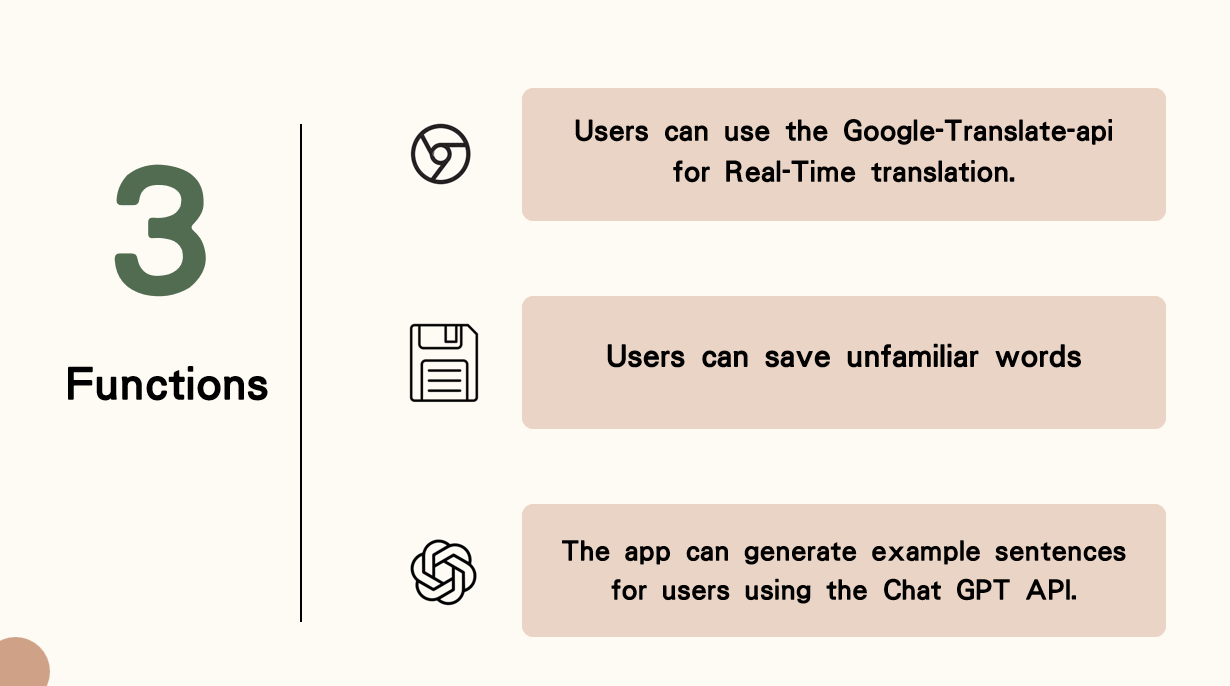 3
Functions
Users can use the Google-Translate-api
for Real-Time translation.
Users can save unfamiliar words
The app can generate example sentences
for users using the Chat GPT API.